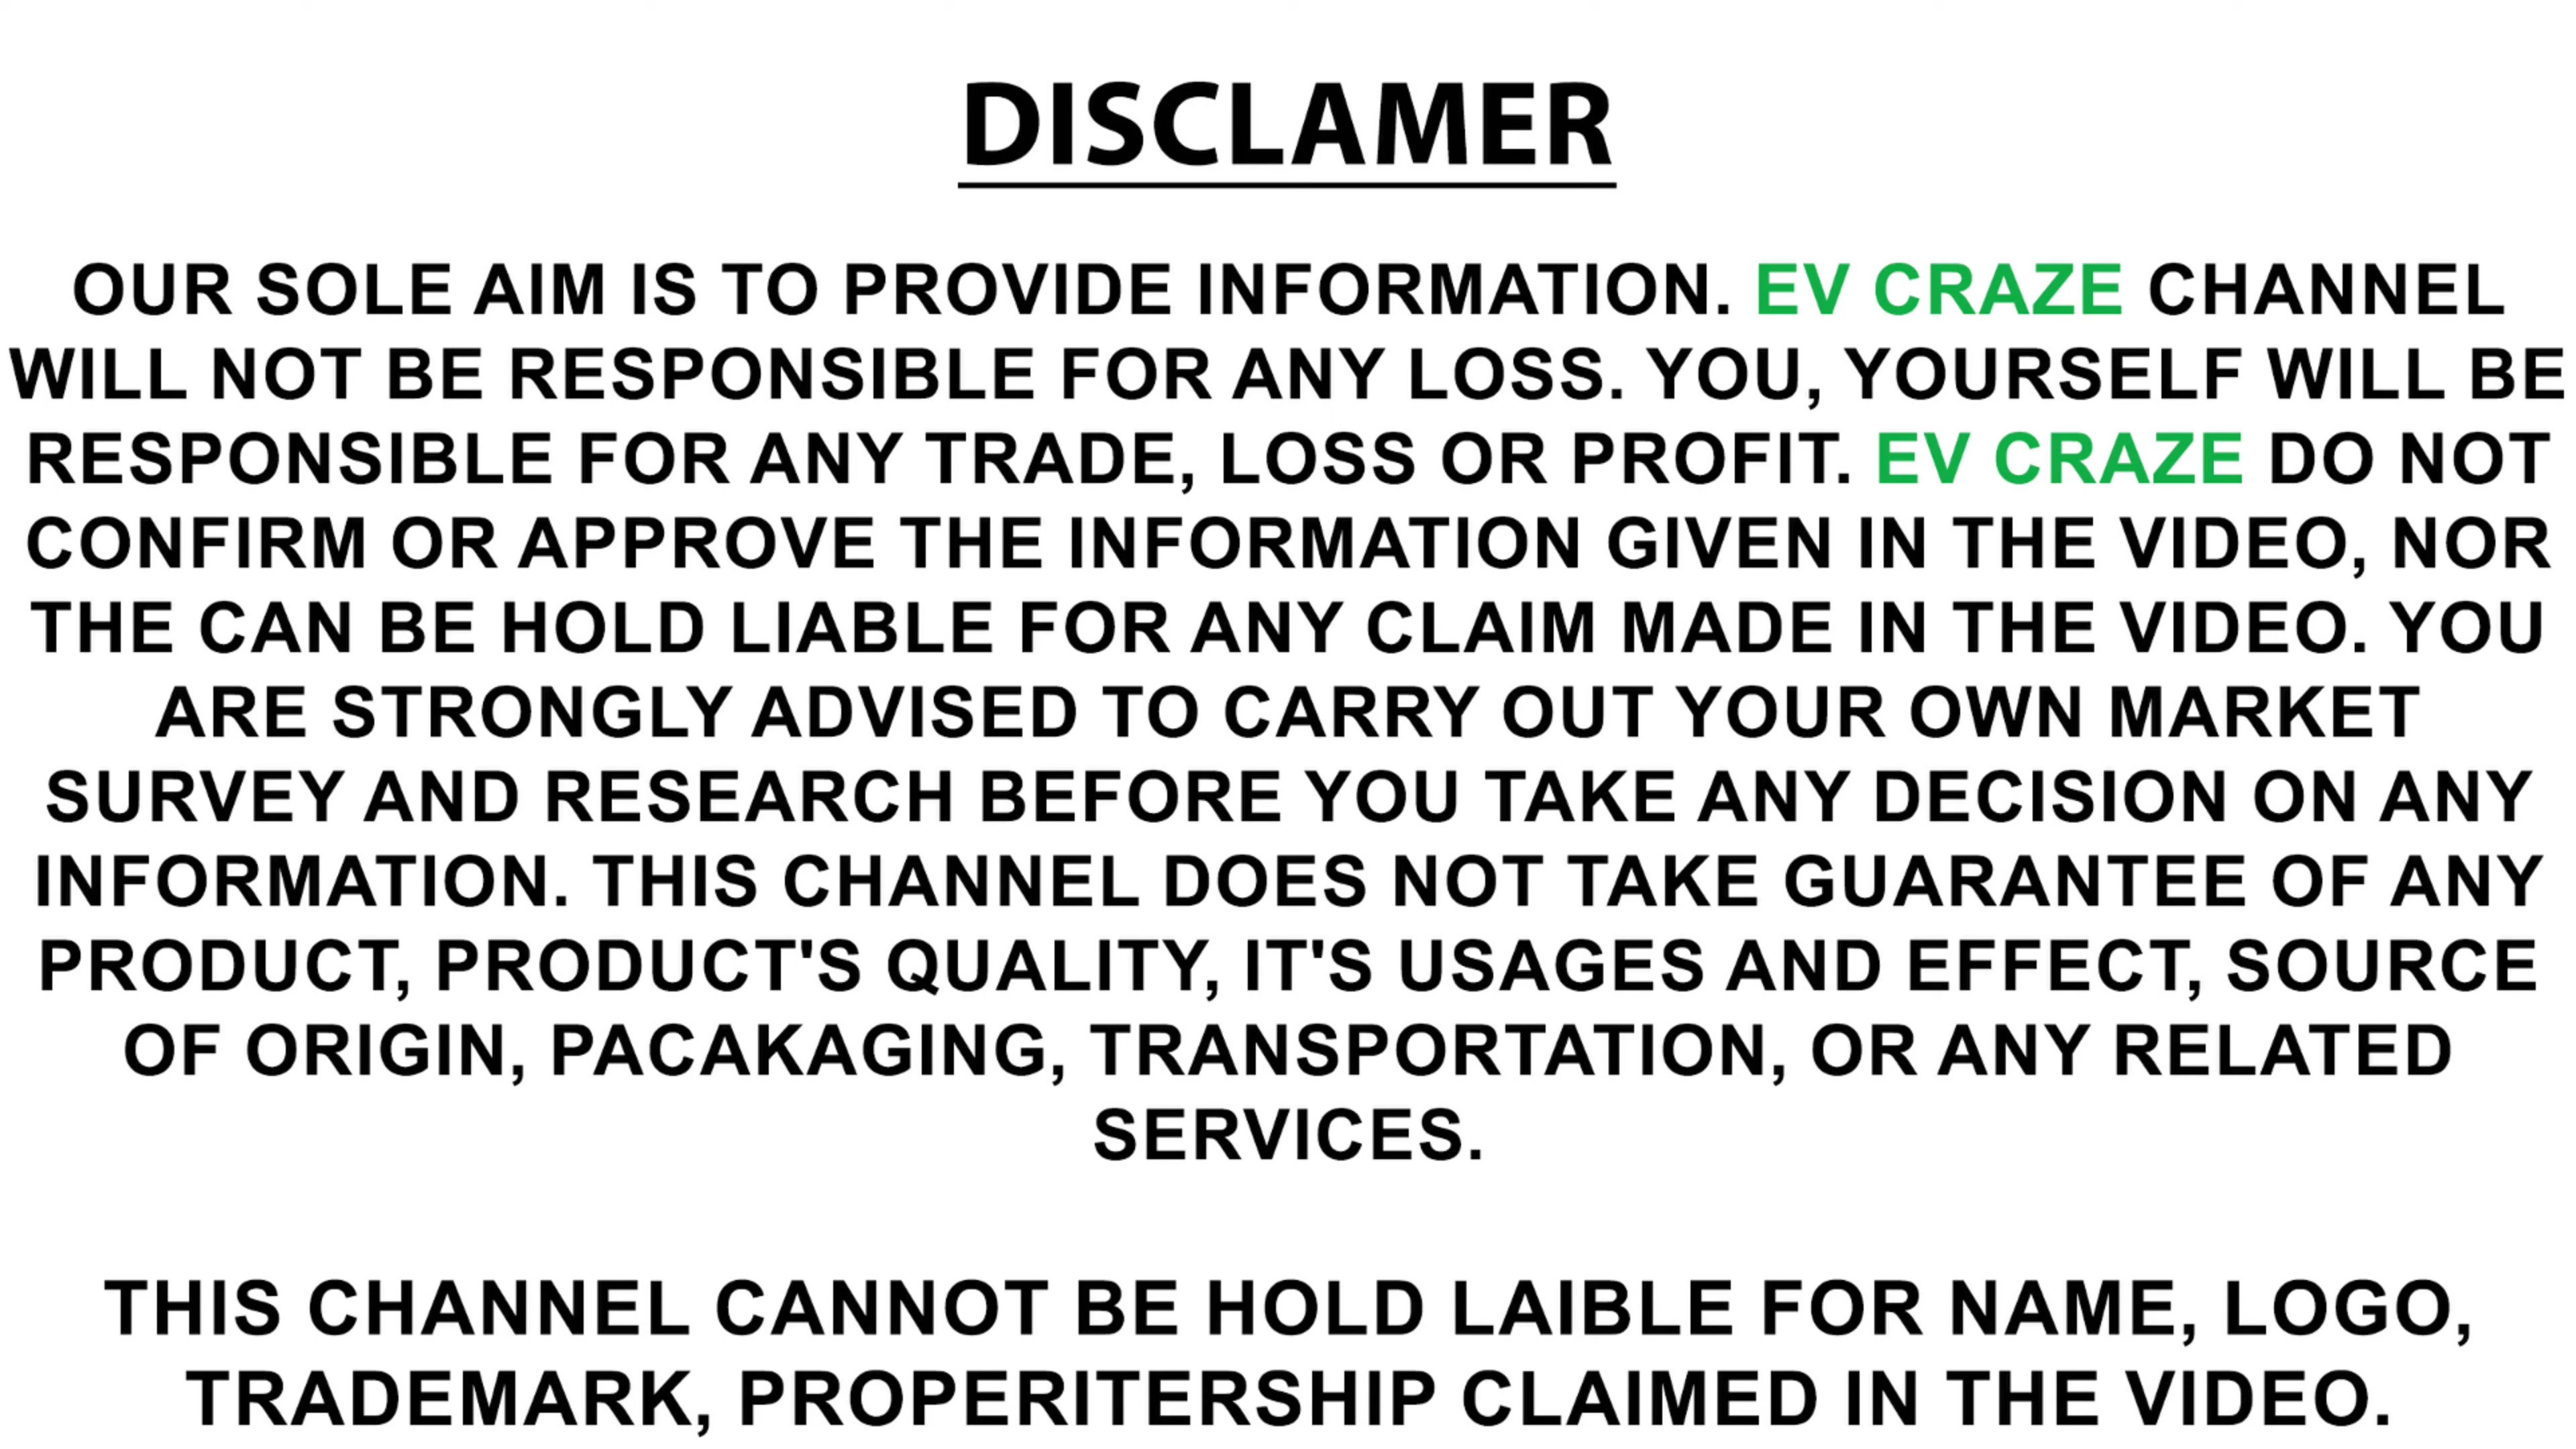 DISCLAMER
OUR SOLE AIM IS TO PROVIDE INFORMATION. EV CRAZE CHANNEL
WILL NOT BE RESPONSIBLE FOR ANY LOSS. YOU, YOURSELF WILL BE
RESPONSIBLE FOR ANY TRADE, LOSS OR PROFIT. EV CRAZE DO NOT
CONFIRM OR APPROVE THE INFORMATION GIVEN IN THE VIDEO, NOR
THE CAN BE HOLD LIABLE FOR ANY CLAIM MADE IN THE VIDEO. YOU
ARE STRONGLY ADVISED TO CARRY OUT YOUR OWN MARKET
SURVEY AND RESEARCH BEFORE YOU TAKE ANY DECISION ON ANY
INFORMATION. THIS CHANNEL DOES NOT TAKE GUARANTEE OF ANY
PRODUCT, PRODUCT'S QUALITY, IT'S USAGES AND EFFECT, SOURCE
OF ORIGIN, PACAKAGING, TRANSPORTATION, OR ANY RELATED
SERVICES.
THIS CHANNEL CANNOT BE HOLD LAIBLE FOR NAME, LOGO,
TRADEMARK, PROPERITERSHIP CLAIMED IN THE VIDEO.